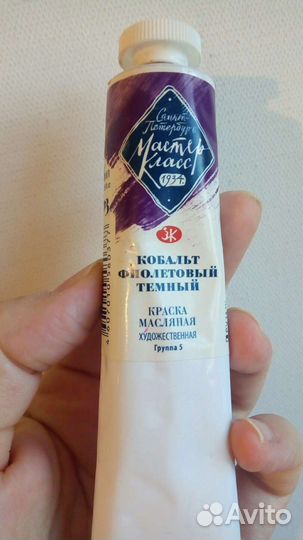 Санкт-
Петербург
Мастер
Класс
1934
ЗК
КОБАЛЬТ
ФИОЛЕТОВЫЙ
ТЕМНЫЙ
КРАСКА
МАСЛЯНАЯ
ХУДОЖЕСТВЕННАЯ
Группа 5
Avito